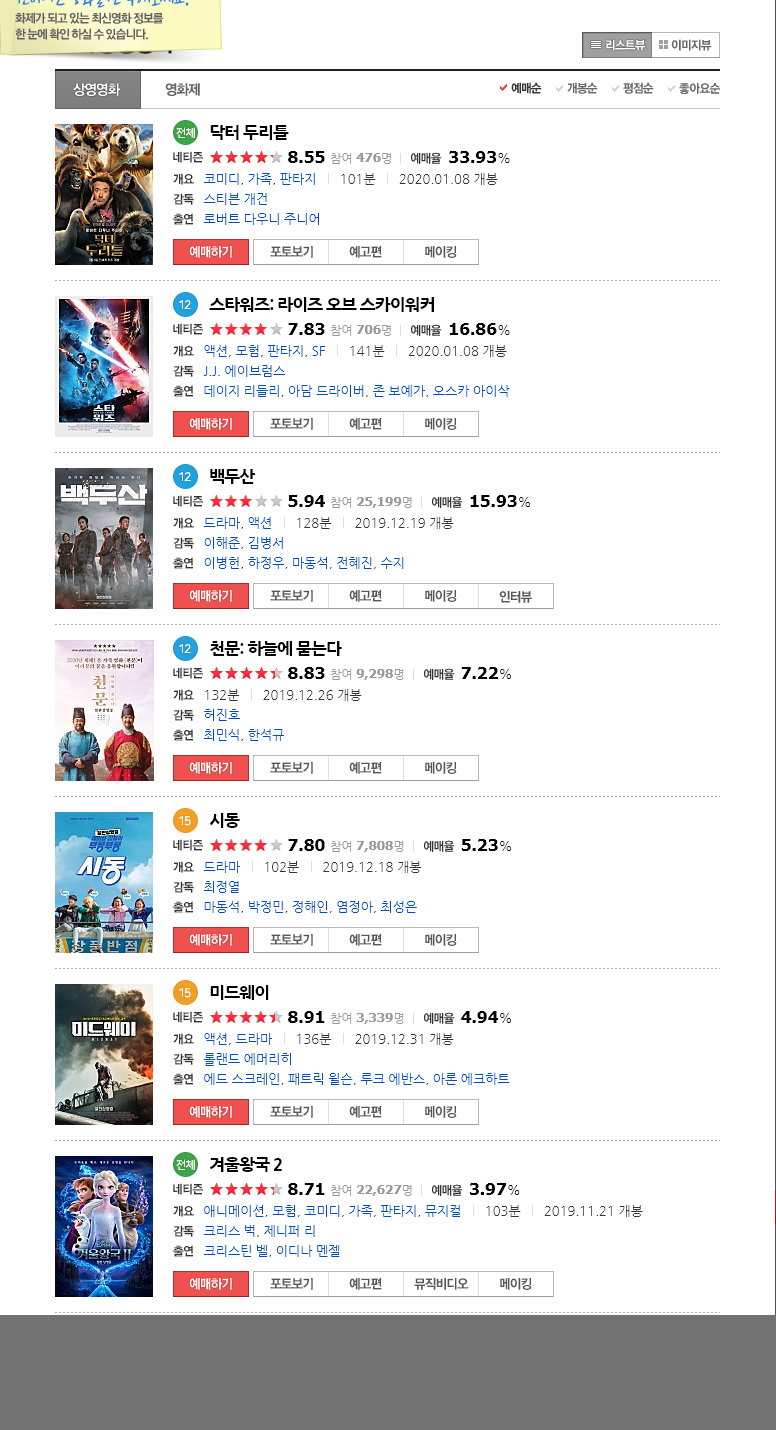 화제가 되고 있는 최신영화 정보를
한 눈에 확인 하실 수 있습니다.
리스트뷰 이미지뷰
상영영화 영화제 예매순 개봉순 평점순 좋아요순
전체 닥터 두리틀
네티즌 8.55 참여 476명 예매율 33.93%
개요 코미디, 가족, 판타지 101분 2020.01.08 개봉
감독 스티븐 개건
출연 로버트 다우니 주니어
닥터
두리틀
예매하기 포토보기 예고편 메이킹
12 스타워즈: 라이즈 오브 스카이워커
네티즌 7.83 참여 706명 예매율 16.86%
개요 액션, 모험, 판타지, SF 141분 2020.01.08 개봉
감독 J.J. 에이브럼스
출연 데이지 리들리, 아담 드라이버, 존 보예가, 오스카 아이삭
스타
워즈
예매하기 포토보기 예고편 메이킹
12 백두산
백두산
네티즌 5.94 참여 25,199명 예매율 15.93%
개요 드라마, 액션 128분 2019.12.19 개봉
감독 이해준, 김병서
출연 이병헌, 하정우, 마동석, 전혜진, 수지
예매하기 포토보기 예고편 메이킹 인터뷰
12 천문: 하늘에 묻는다
네티즌 8.83 참여 9,298명 예매율 7.22%
천문
개요 132분 2019.12.26 개봉
감독 허진호
출연 최민식, 한석규
예매하기 포토보기 예고편 메이킹
15 시동
네티즌 7.80 참여 7,808명 예매율 5.23%
시동
개요 드라마 102분 2019.12.18 개봉
감독 최정열
출연 마동석, 박정민, 정해인, 염정아, 최성은
장풍반점
예매하기 포토보기 예고편 메이킹
15 미드웨이
네티즌 8.91 참여 3,339명 예매율 4.94%
미드웨이
개요 액션, 드라마 136분 2019.12.31 개봉
감독 롤랜드 에머리히
출연 에드 스크레인, 패트릭 윌슨, 루크 에반스, 아론 에크하트
예매하기 포토보기 예고편 메이킹
전체 겨울왕국 2
네티즌 8.71 참여 22,627명 예매율 3.97%
개요 애니메이션, 모험, 코미디, 가족, 판타지, 뮤지컬 103분 2019.11.21 개봉
감독 크리스 벅, 제니퍼 리
출연 크리스틴 벨, 이디나 멘젤
겨울왕국 II
예매하기 포토보기 예고편 뮤직비디오 메이킹